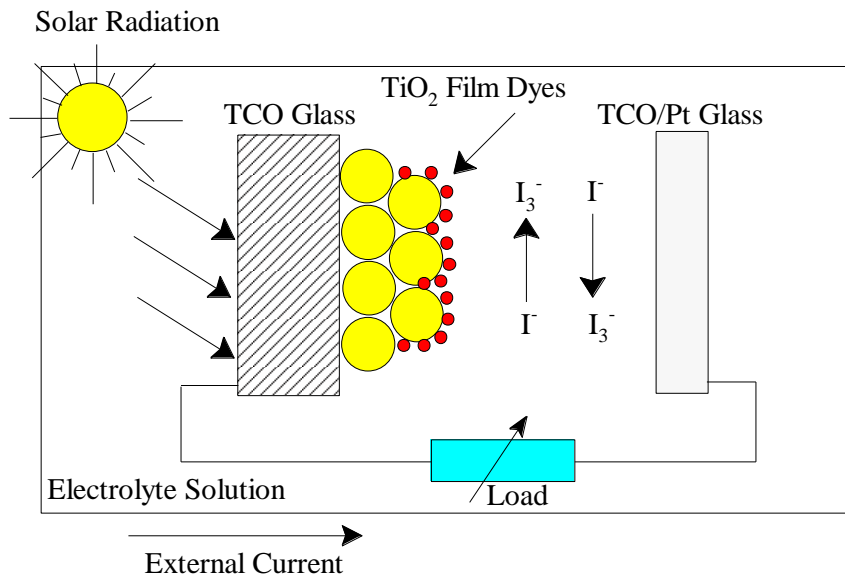 Solar Radiation
TiO₂ Film Dyes
TCO Glass
TCO/Pt Glass
I₃⁻ I⁻
I⁻ I₃⁻
Electrolyte Solution
Load
External Current